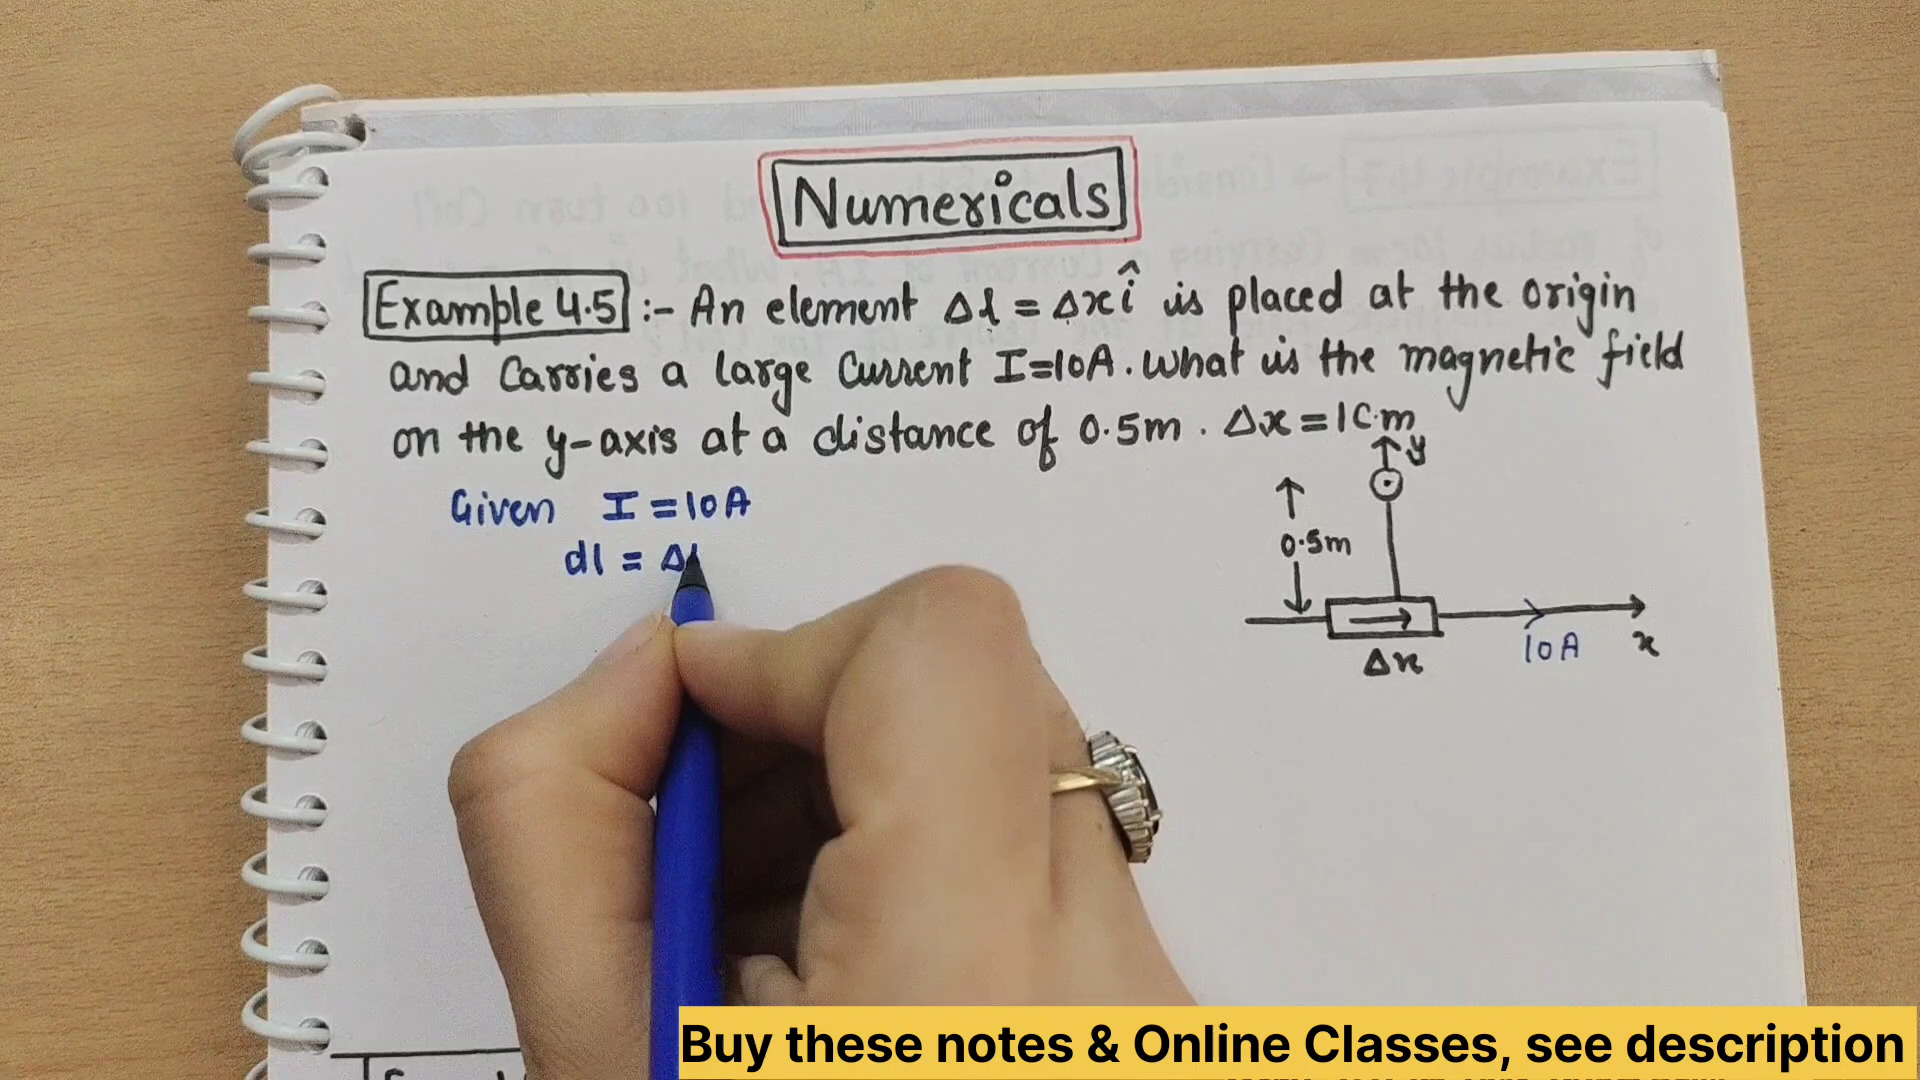 Numericals
Example 4.5 :- An element Δl = Δx î is placed at the origin
and Carries a large Current I=10A. What is the magnetic field
on the y-axis at a distance of 0.5m. Δx = 1C.m
Given I = 10A
dl = Δ
y
0.5m
10A
x
Δx
Buy these notes & Online Classes, see description